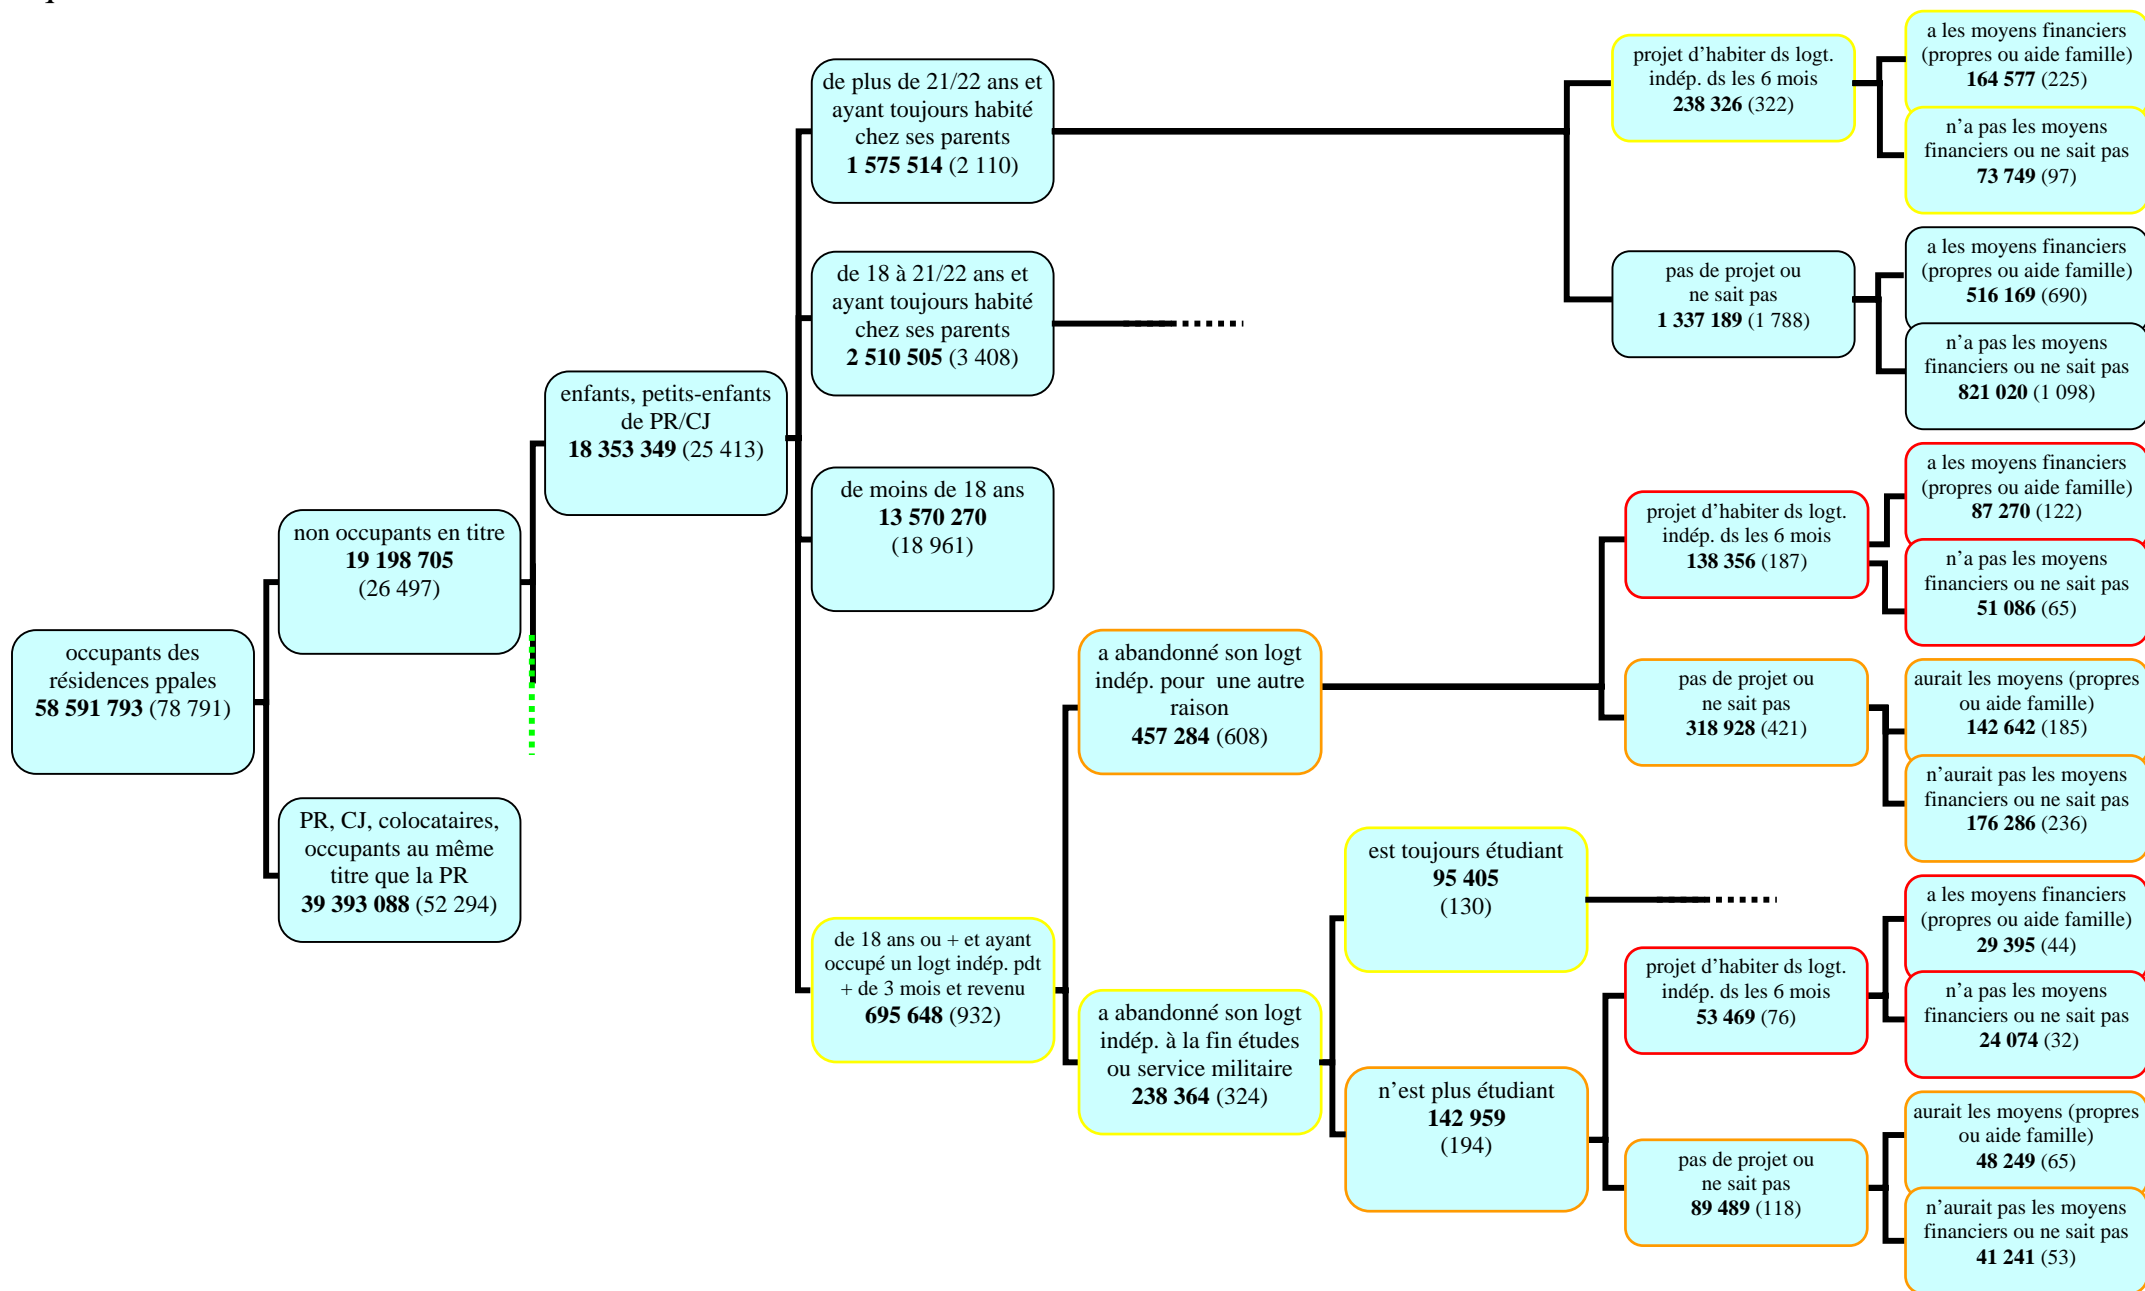 occupants des
résidences ppales
58 591 793 (78 791)
non occupants en titre
19 198 705
(26 497)
PR, CJ, colocataires,
occupants au même
titre que la PR
39 393 088 (52 294)
enfants, petits-enfants
de PR/CJ
18 353 349 (25 413)
de plus de 21/22 ans et
ayant toujours habité
chez ses parents
1 575 514 (2 110)
de 18 à 21/22 ans et
ayant toujours habité
chez ses parents
2 510 505 (3 408)
de moins de 18 ans
13 570 270
(18 961)
de 18 ans ou + et ayant
occupé un logt indép. pdt
+ de 3 mois et revenu
695 648 (932)
a abandonné son logt
indép. pour une autre
raison
457 284 (608)
a abandonné son logt
indép. à la fin études
ou service militaire
238 364 (324)
est toujours étudiant
95 405
(130)
n’est plus étudiant
142 959
(194)
projet d’habiter ds logt.
indép. ds les 6 mois
238 326 (322)
pas de projet ou
ne sait pas
1 337 189 (1 788)
projet d’habiter ds logt.
indép. ds les 6 mois
138 356 (187)
pas de projet ou
ne sait pas
318 928 (421)
projet d’habiter ds logt.
indép. ds les 6 mois
53 469 (76)
pas de projet ou
ne sait pas
89 489 (118)
a les moyens financiers
(propres ou aide famille)
164 577 (225)
n’a pas les moyens
financiers ou ne sait pas
73 749 (97)
a les moyens financiers
(propres ou aide famille)
516 169 (690)
n’a pas les moyens
financiers ou ne sait pas
821 020 (1 098)
a les moyens financiers
(propres ou aide famille)
87 270 (122)
n’a pas les moyens
financiers ou ne sait pas
51 086 (65)
aurait les moyens (propres
ou aide famille)
142 642 (185)
n’aurait pas les moyens
financiers ou ne sait pas
176 286 (236)
a les moyens financiers
(propres ou aide famille)
29 395 (44)
n’a pas les moyens
financiers ou ne sait pas
24 074 (32)
aurait les moyens (propres
ou aide famille)
48 249 (65)
n’aurait pas les moyens
financiers ou ne sait pas
41 241 (53)